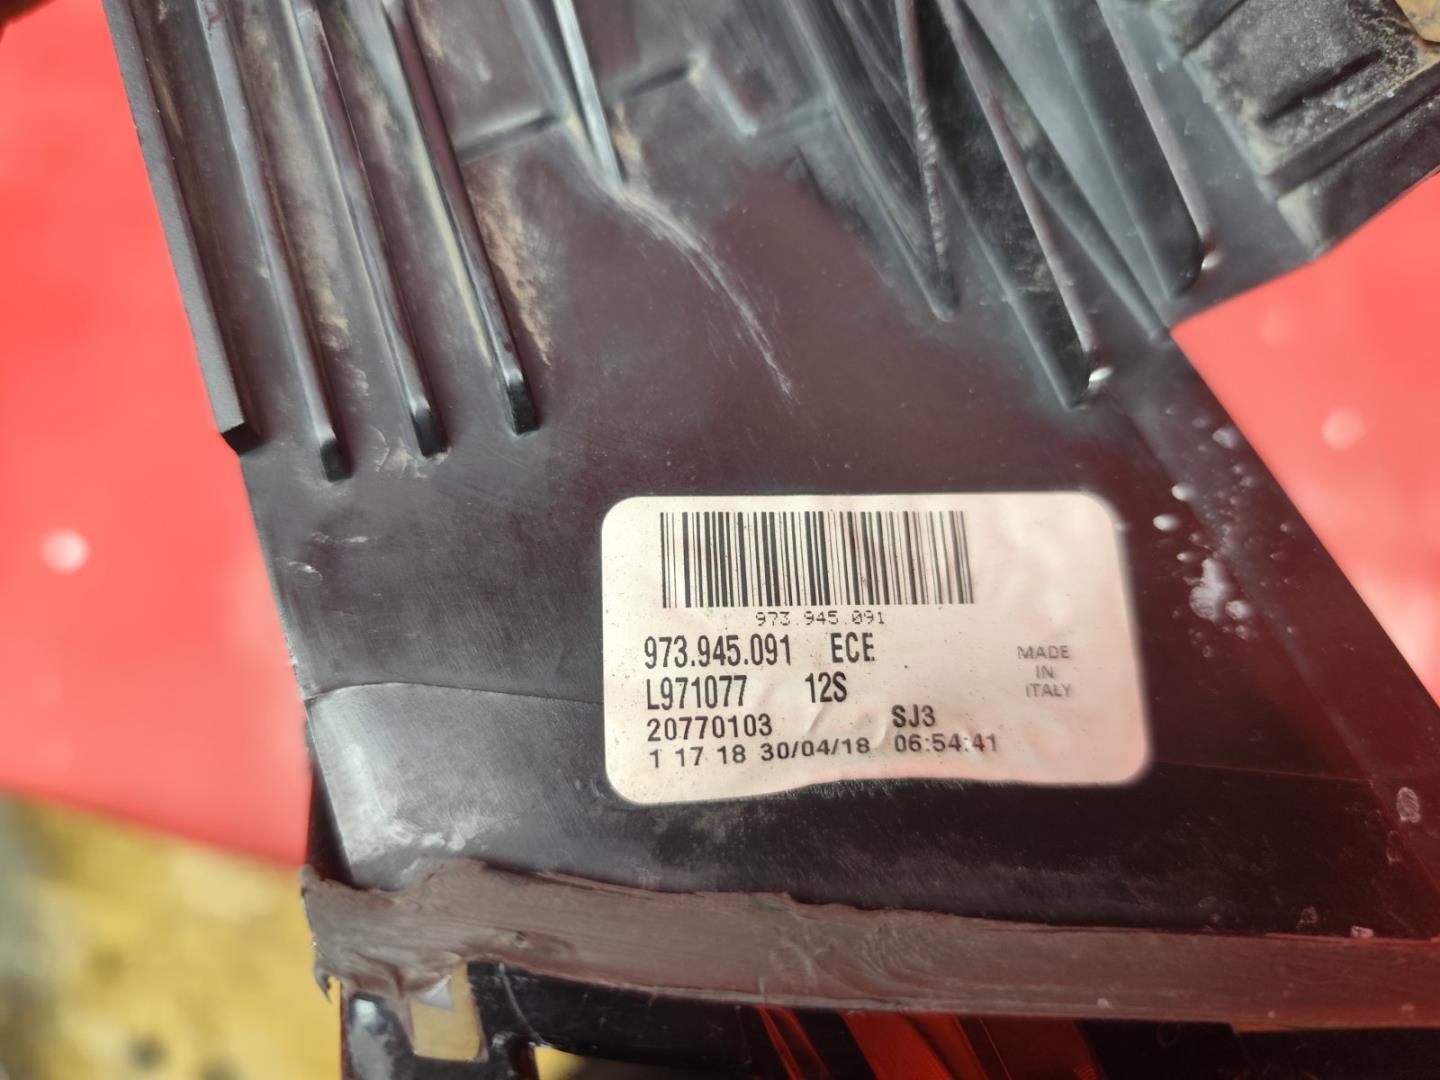 973.945.091
973.945.091 ECE
L971077 12S
20770103 SJ3
1 17 18 30/04/18 06:54:41
MADE
IN
ITALY